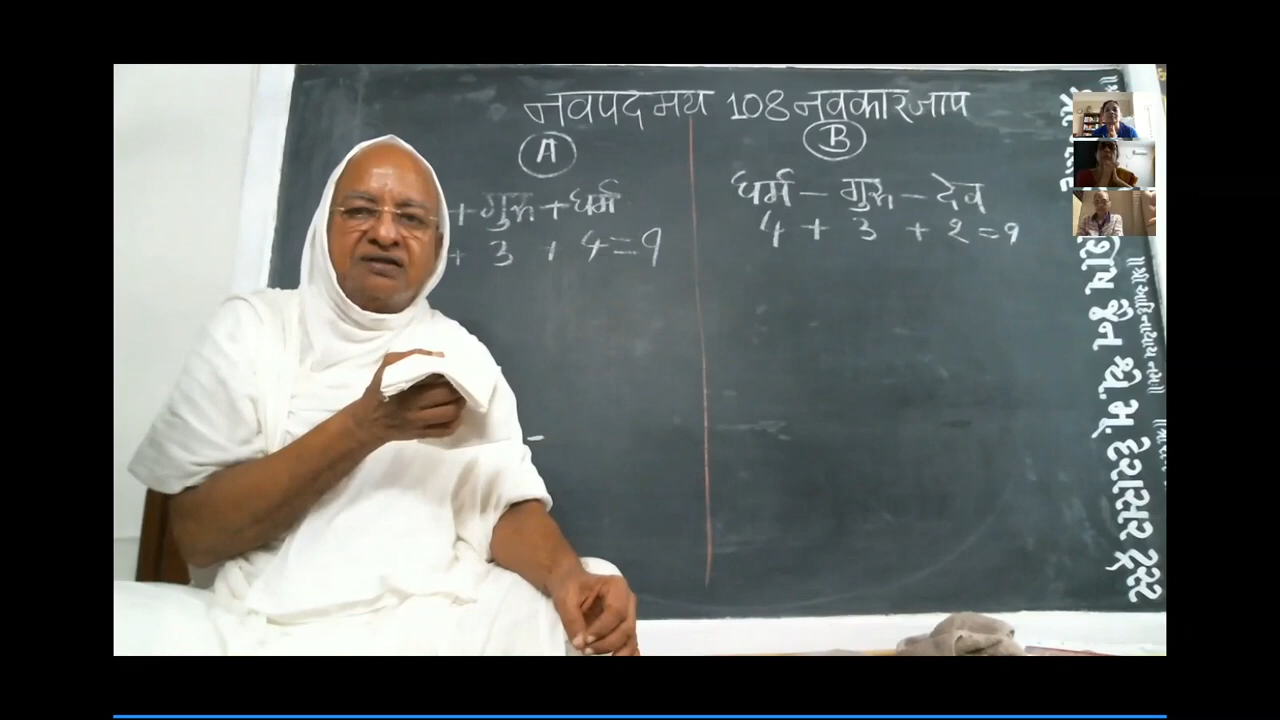 नवपदमय 108 नवकारजाप
A
+ गुरु + धर्म
+ 3 + 4 = 9
B
धर्म – गुरु – देव
4 + 3 + 2 = 9
જૈન શ્વે. મૂ. દેરાસર ટ્રસ્ટ